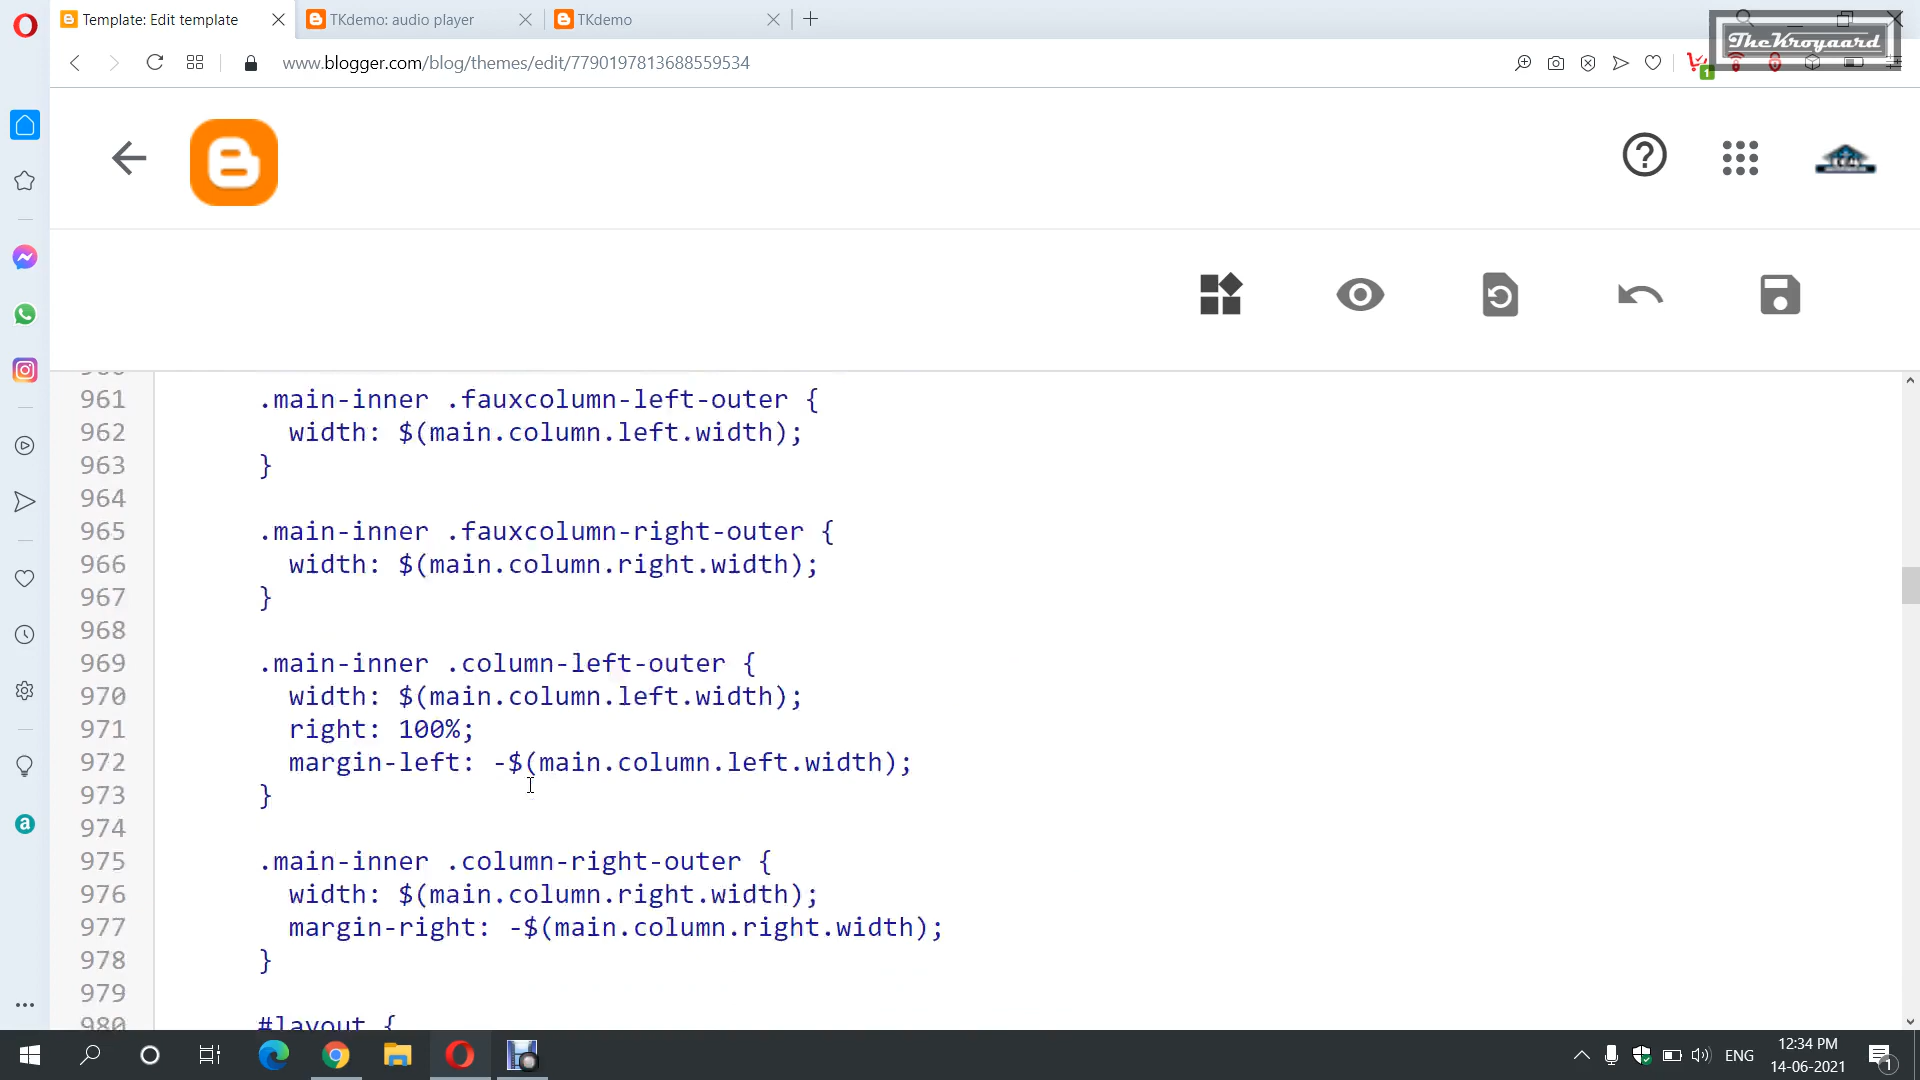 Template: Edit template
TKdemo: audio player
TKdemo
TheKroyaard
www.blogger.com/blog/themes/edit/7790197813688559534
1
961 .main-inner .fauxcolumn-left-outer {
962 width: $(main.column.left.width);
963 }
964
965 .main-inner .fauxcolumn-right-outer {
966 width: $(main.column.right.width);
967 }
968
969 .main-inner .column-left-outer {
970 width: $(main.column.left.width);
971 right: 100%;
972 margin-left: -$(main.column.left.width);
973 }
974
975 .main-inner .column-right-outer {
976 width: $(main.column.right.width);
977 margin-right: -$(main.column.right.width);
978 }
979
980 #layout {
ENG
12:34 PM
14-06-2021
1